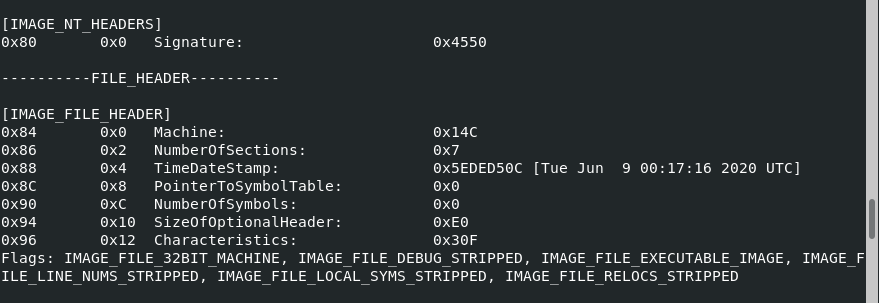 [IMAGE_NT_HEADERS]
0x80       0x0   Signature:                     0x4550
----------FILE_HEADER----------
[IMAGE_FILE_HEADER]
0x84       0x0   Machine:                       0x14C
0x86       0x2   NumberOfSections:              0x7
0x88       0x4   TimeDateStamp:                 0x5EDED50C [Tue Jun  9 00:17:16 2020 UTC]
0x8C       0x8   PointerToSymbolTable:          0x0
0x90       0xC   NumberOfSymbols:               0x0
0x94       0x10  SizeOfOptionalHeader:          0xE0
0x96       0x12  Characteristics:               0x30F
Flags: IMAGE_FILE_32BIT_MACHINE, IMAGE_FILE_DEBUG_STRIPPED, IMAGE_FILE_EXECUTABLE_IMAGE, IMAGE_F
ILE_LINE_NUMS_STRIPPED, IMAGE_FILE_LOCAL_SYMS_STRIPPED, IMAGE_FILE_RELOCS_STRIPPED